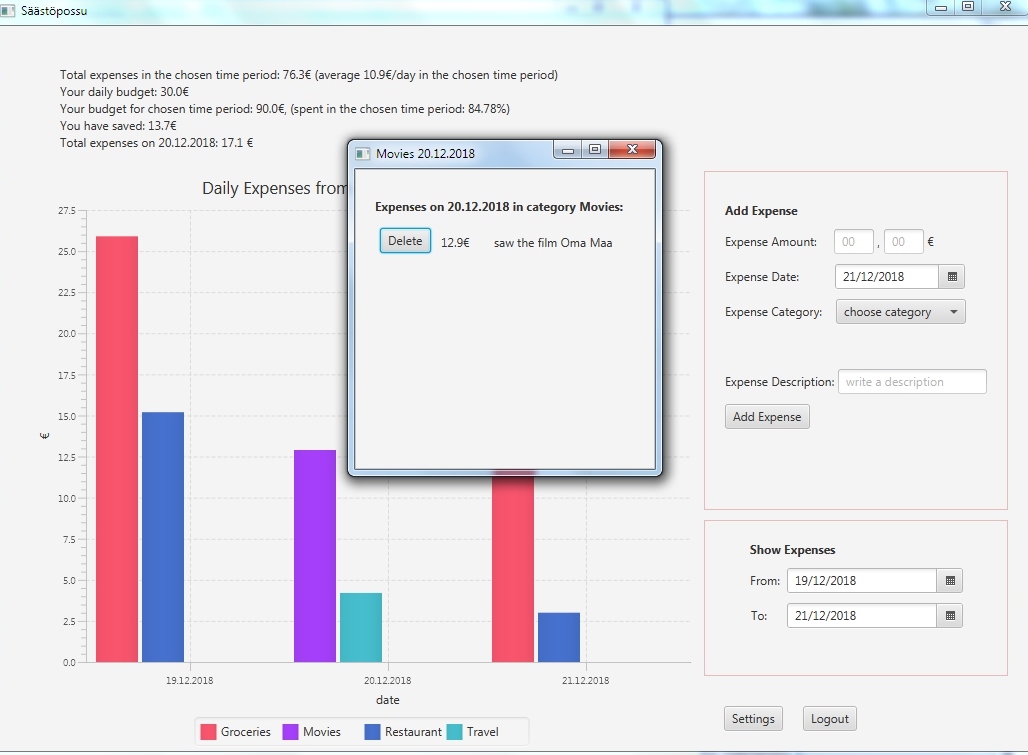 Säästöpossu
Total expenses in the chosen time period: 76.3€ (average 10.9€/day in the chosen time period)
Your daily budget: 30.0€
Your budget for chosen time period: 90.0€, (spent in the chosen time period: 84.78%)
You have saved: 13.7€
Total expenses on 20.12.2018: 17.1 €
Movies 20.12.2018
Expenses on 20.12.2018 in category Movies:
Delete 12.9€ saw the film Oma Maa
Daily Expenses from
27.5
25.0
22.5
20.0
17.5
15.0
12.5
10.0
7.5
5.0
2.5
0.0
€
19.12.2018 20.12.2018 21.12.2018
date
Groceries Movies Restaurant Travel
Add Expense
Expense Amount: 00 , 00 €
Expense Date: 21/12/2018
Expense Category: choose category
Expense Description: write a description
Add Expense
Show Expenses
From: 19/12/2018
To: 21/12/2018
Settings Logout